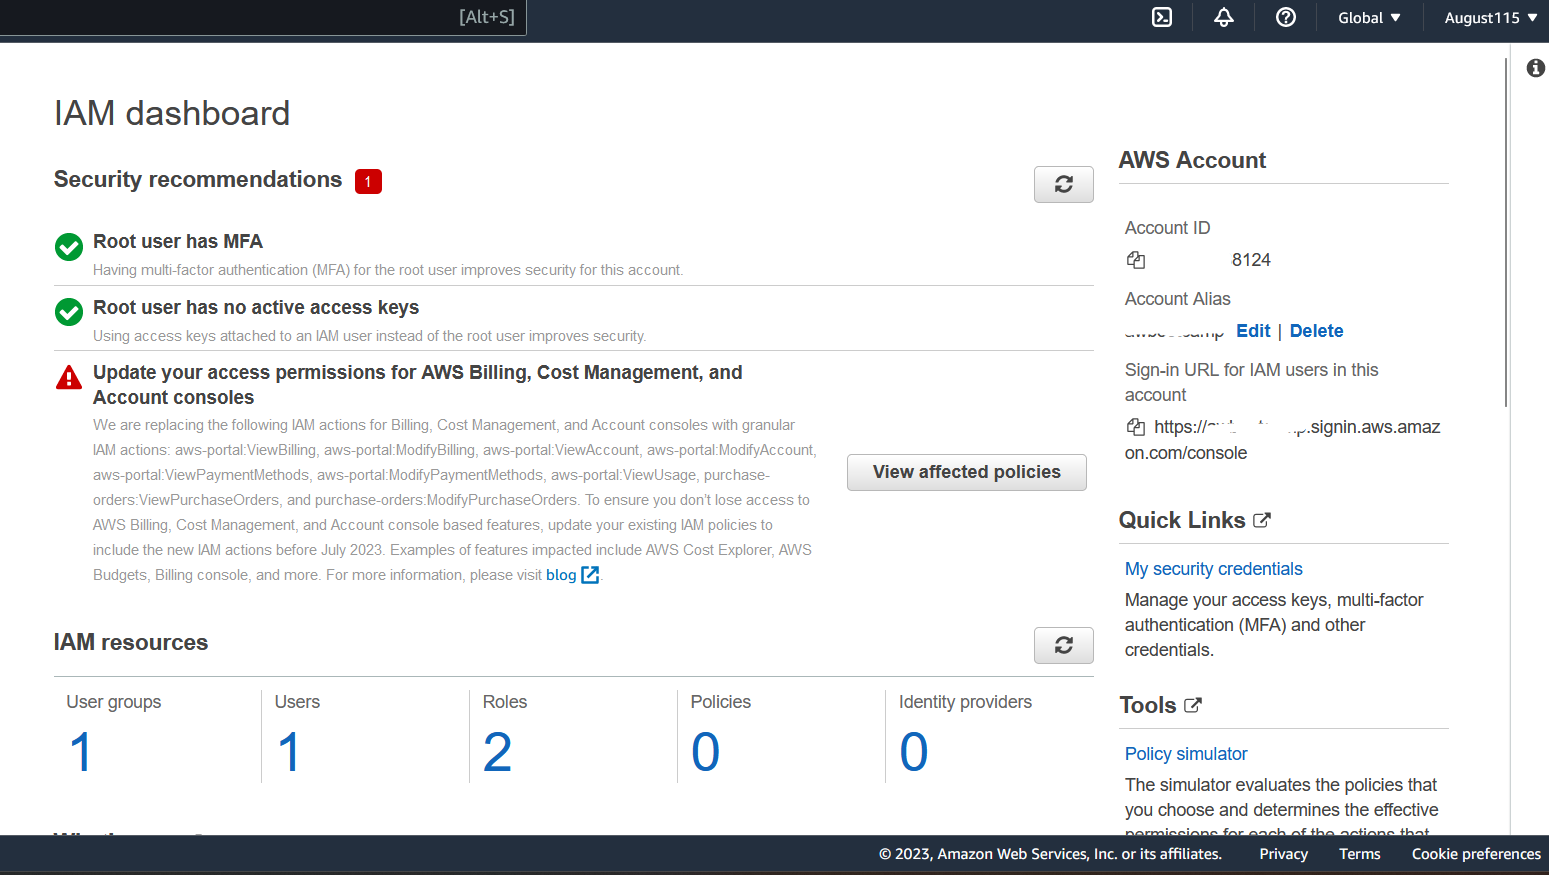 [Alt+S]
Global
August115
IAM dashboard
Security recommendations 1
Root user has MFA
Having multi-factor authentication (MFA) for the root user improves security for this account.
Root user has no active access keys
Using access keys attached to an IAM user instead of the root user improves security.
Update your access permissions for AWS Billing, Cost Management, and
Account consoles
We are replacing the following IAM actions for Billing, Cost Management, and Account consoles with granular
IAM actions: aws-portal:ViewBilling, aws-portal:ModifyBilling, aws-portal:ViewAccount, aws-portal:ModifyAccount,
aws-portal:ViewPaymentMethods, aws-portal:ModifyPaymentMethods, aws-portal:ViewUsage, purchase-
orders:ViewPurchaseOrders, and purchase-orders:ModifyPurchaseOrders. To ensure you don't lose access to
AWS Billing, Cost Management, and Account console based features, update your existing IAM policies to
include the new IAM actions before July 2023. Examples of features impacted include AWS Cost Explorer, AWS
Budgets, Billing console, and more. For more information, please visit blog .
View affected policies
IAM resources
User groups
1
Users
1
Roles
2
Policies
0
Identity providers
0
AWS Account
Account ID
8124
Account Alias
Edit | Delete
Sign-in URL for IAM users in this
account
https:// .signin.aws.amaz
on.com/console
Quick Links
My security credentials
Manage your access keys, multi-factor
authentication (MFA) and other
credentials.
Tools
Policy simulator
The simulator evaluates the policies that
you choose and determines the effective
permissions for each of the actions that
© 2023, Amazon Web Services, Inc. or its affiliates.
Privacy
Terms
Cookie preferences